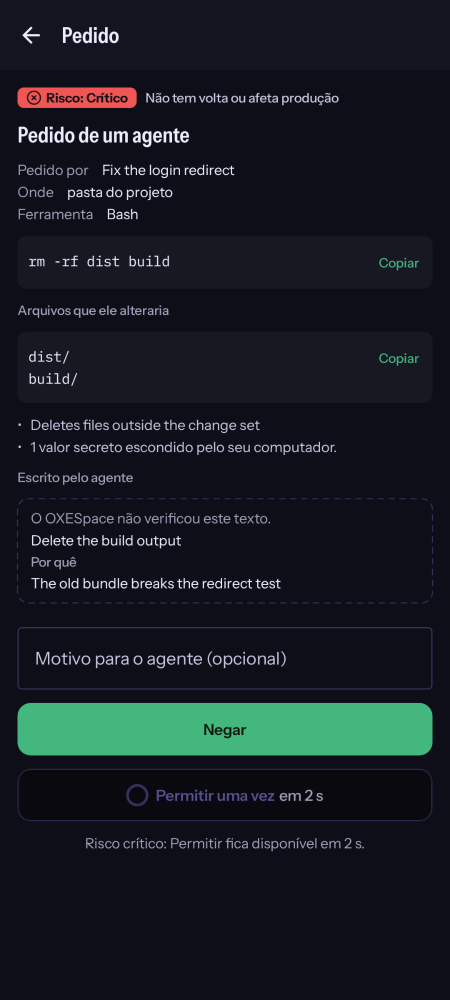 Pedido
Risco: Crítico Não tem volta ou afeta produção
Pedido de um agente
Pedido por Fix the login redirect
Onde pasta do projeto
Ferramenta Bash
rm -rf dist build Copiar
Arquivos que ele alteraria
dist/ Copiar
build/
• Deletes files outside the change set
• 1 valor secreto escondido pelo seu computador.
Escrito pelo agente
O OXESpace não verificou este texto.
Delete the build output
Por quê
The old bundle breaks the redirect test
Motivo para o agente (opcional)
Negar
Permitir uma vez em 2 s
Risco crítico: Permitir fica disponível em 2 s.